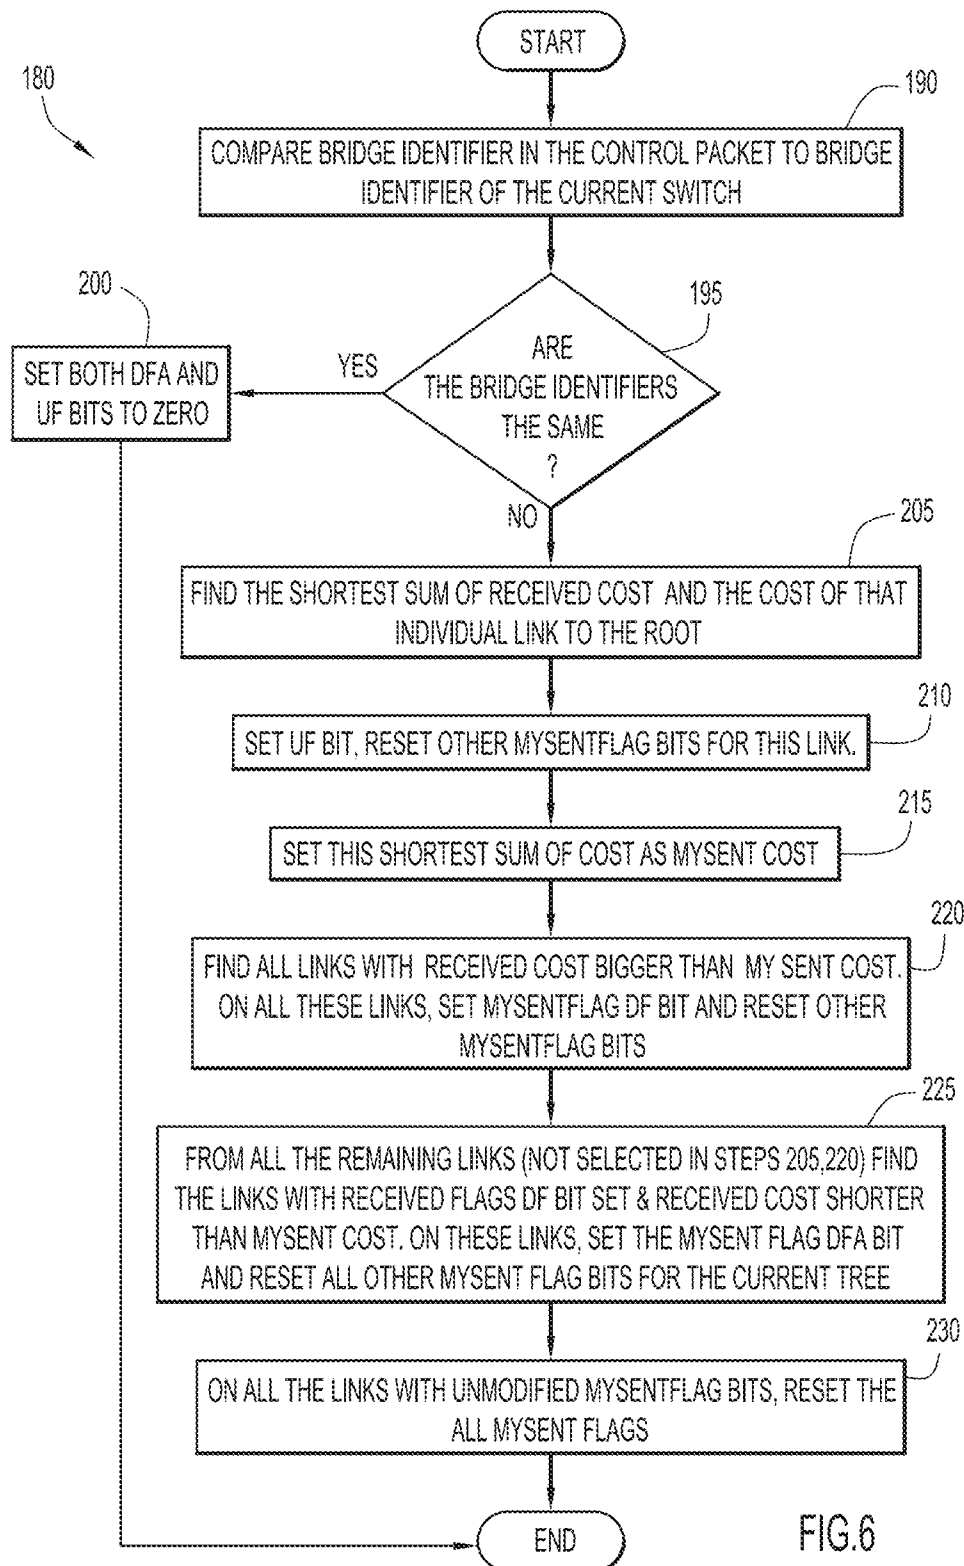 START
180
190
COMPARE BRIDGE IDENTIFIER IN THE CONTROL PACKET TO BRIDGE
IDENTIFIER OF THE CURRENT SWITCH
200
195
SET BOTH DFA AND
UF BITS TO ZERO
YES
ARE
THE BRIDGE IDENTIFIERS
THE SAME
?
NO
205
FIND THE SHORTEST SUM OF RECEIVED COST AND THE COST OF THAT
INDIVIDUAL LINK TO THE ROOT
210
SET UF BIT, RESET OTHER MYSENTFLAG BITS FOR THIS LINK.
215
SET THIS SHORTEST SUM OF COST AS MYSENT COST
220
FIND ALL LINKS WITH RECEIVED COST BIGGER THAN MY SENT COST.
ON ALL THESE LINKS, SET MYSENTFLAG DF BIT AND RESET OTHER
MYSENTFLAG BITS
225
FROM ALL THE REMAINING LINKS (NOT SELECTED IN STEPS 205,220) FIND
THE LINKS WITH RECEIVED FLAGS DF BIT SET & RECEIVED COST SHORTER
THAN MYSENT COST. ON THESE LINKS, SET THE MYSENT FLAG DFA BIT
AND RESET ALL OTHER MYSENT FLAG BITS FOR THE CURRENT TREE
230
ON ALL THE LINKS WITH UNMODIFIED MYSENTFLAG BITS, RESET THE
ALL MYSENT FLAGS
END
FIG.6